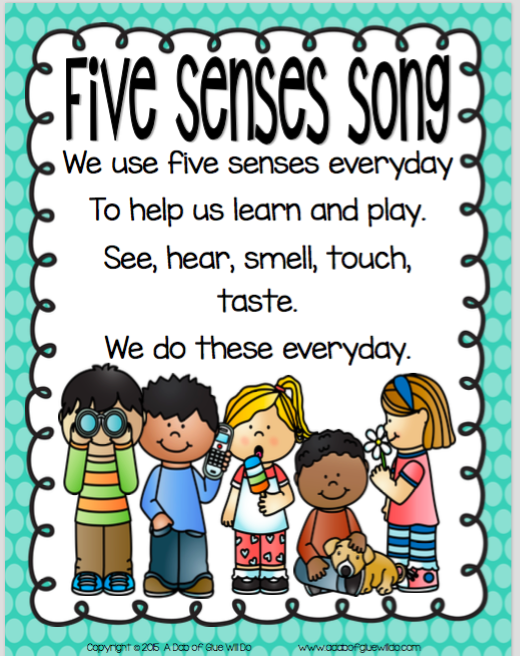 Five Senses Song
We use five senses everyday
To help us learn and play.
See, hear, smell, touch,
taste.
We do these everyday.
Copyright © 2015 A Dab of Glue Will Do www.adabofgluewilldo.com